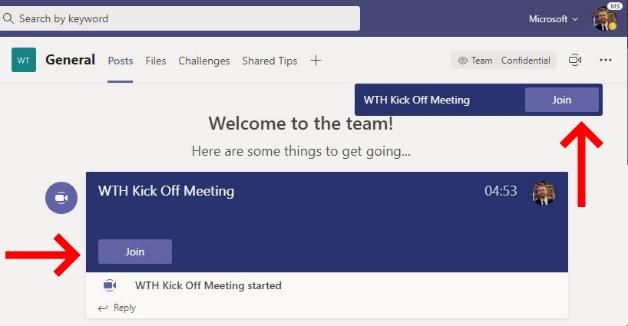 Search by keyword
Microsoft
MS
WT
General Posts Files Challenges Shared Tips +
Team Confidential
WTH Kick Off Meeting Join
Welcome to the team!
Here are some things to get going...
WTH Kick Off Meeting 04:53
Join
WTH Kick Off Meeting started
Reply